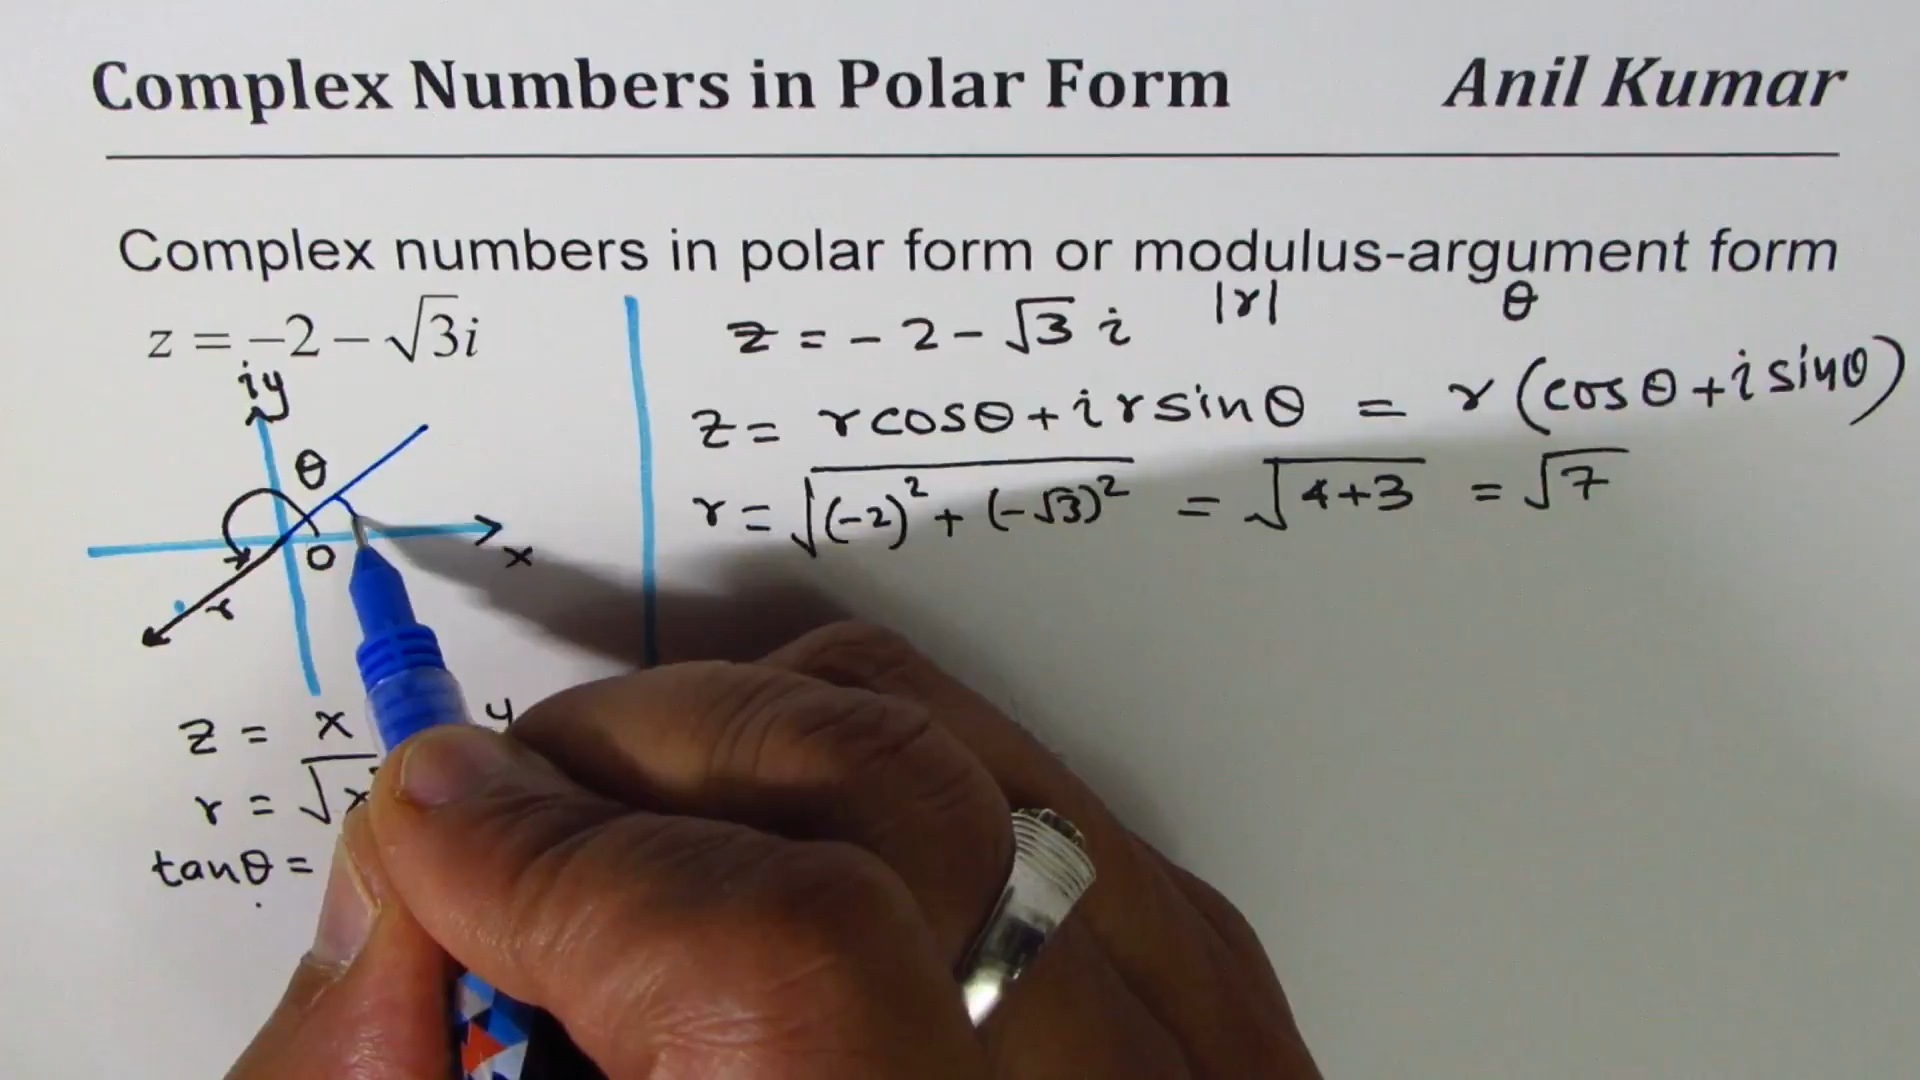 Complex Numbers in Polar Form Anil Kumar
Complex numbers in polar form or modulus-argument form
|r| θ
z = -2 - √3i
iy
θ
O
x
r
z = x y
r = √x
tanθ =
z = -2 - √3 i
z = r cosθ + i r sinθ = r (cosθ + i sinθ)
r = √(-2)² + (-√3)² = √4+3 = √7